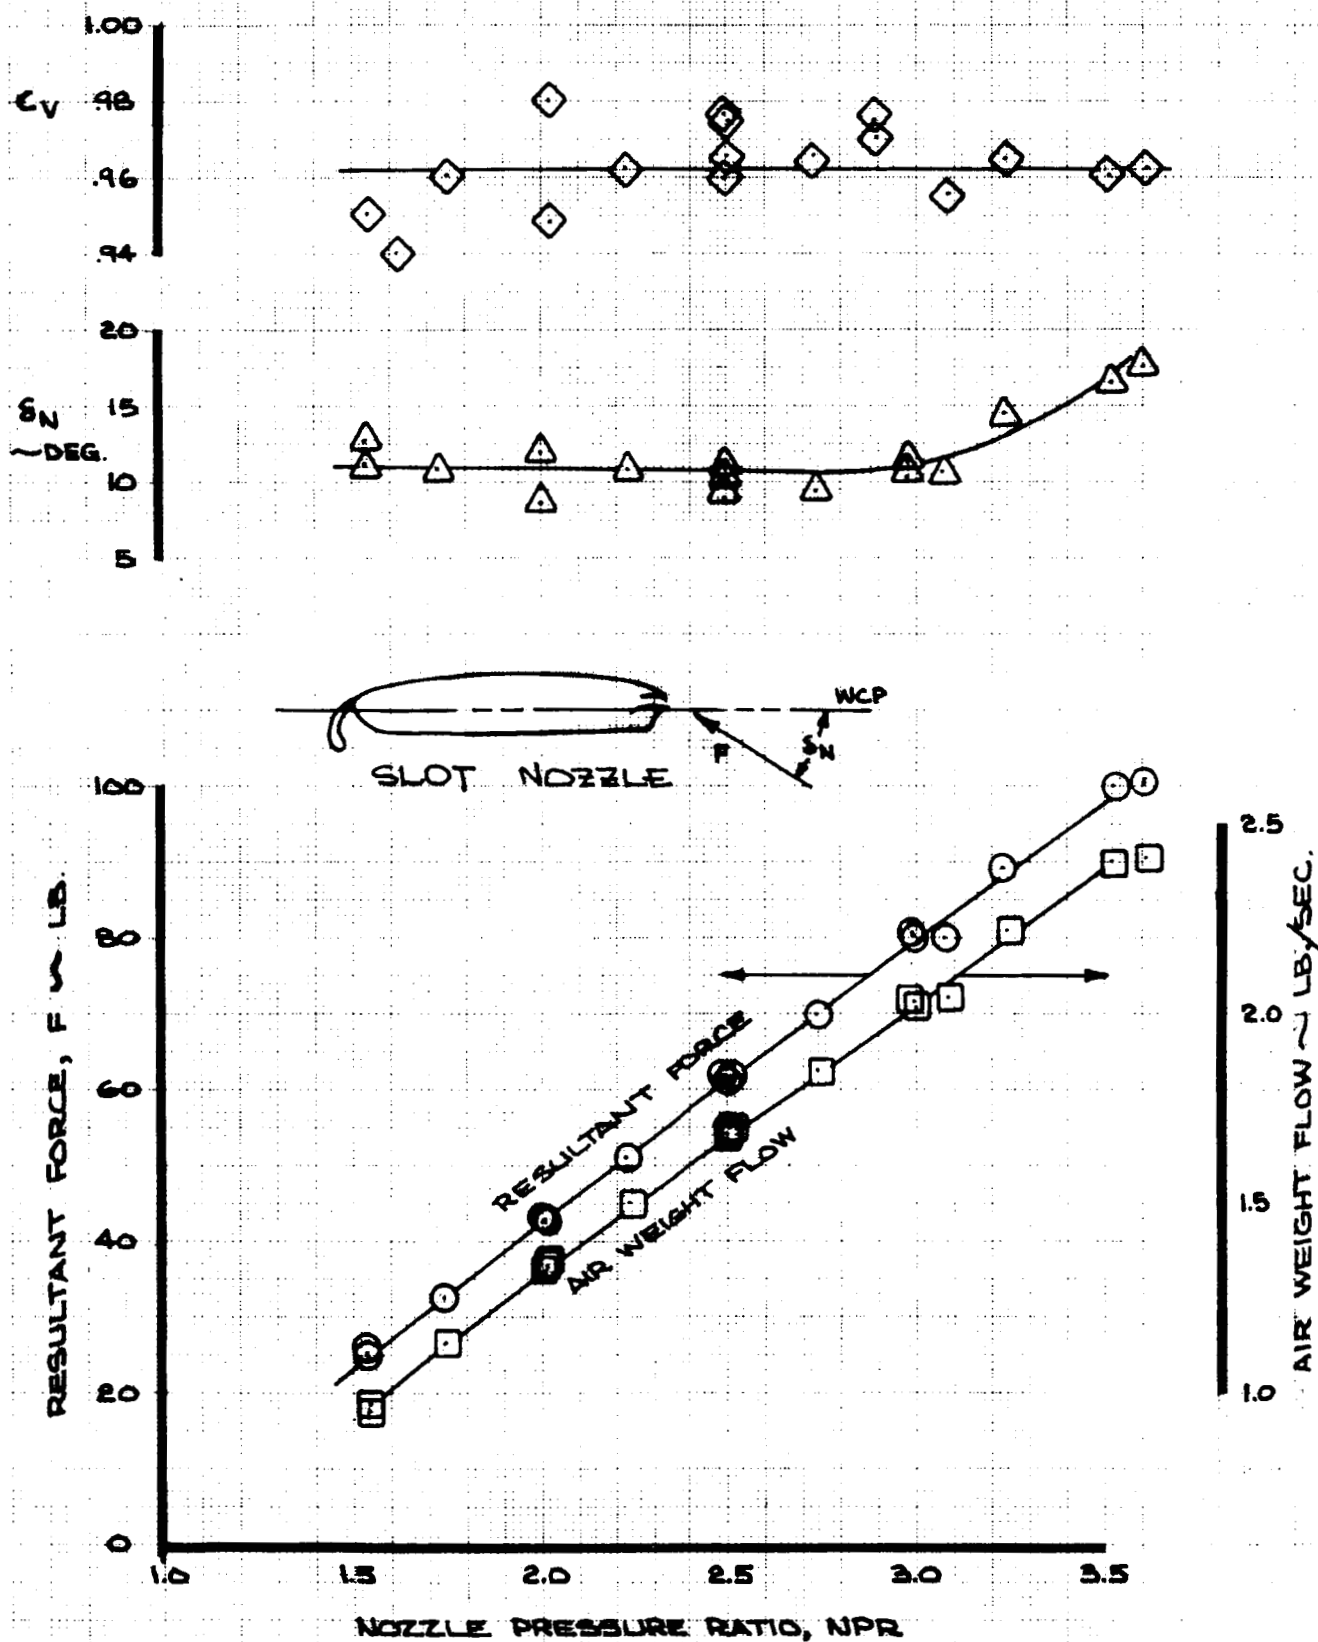 1.00
CV .98
.96
.94
20
δN 15
~DEG.
10
5
WCP
F
δN
SLOT NOZZLE
100
80
60
40
20
0
RESULTANT FORCE, F ~ LB.
RESULTANT FORCE
AIR WEIGHT FLOW
2.5
2.0
1.5
1.0
AIR WEIGHT FLOW ~ LB./SEC.
1.0 1.5 2.0 2.5 3.0 3.5
NOZZLE PRESSURE RATIO, NPR